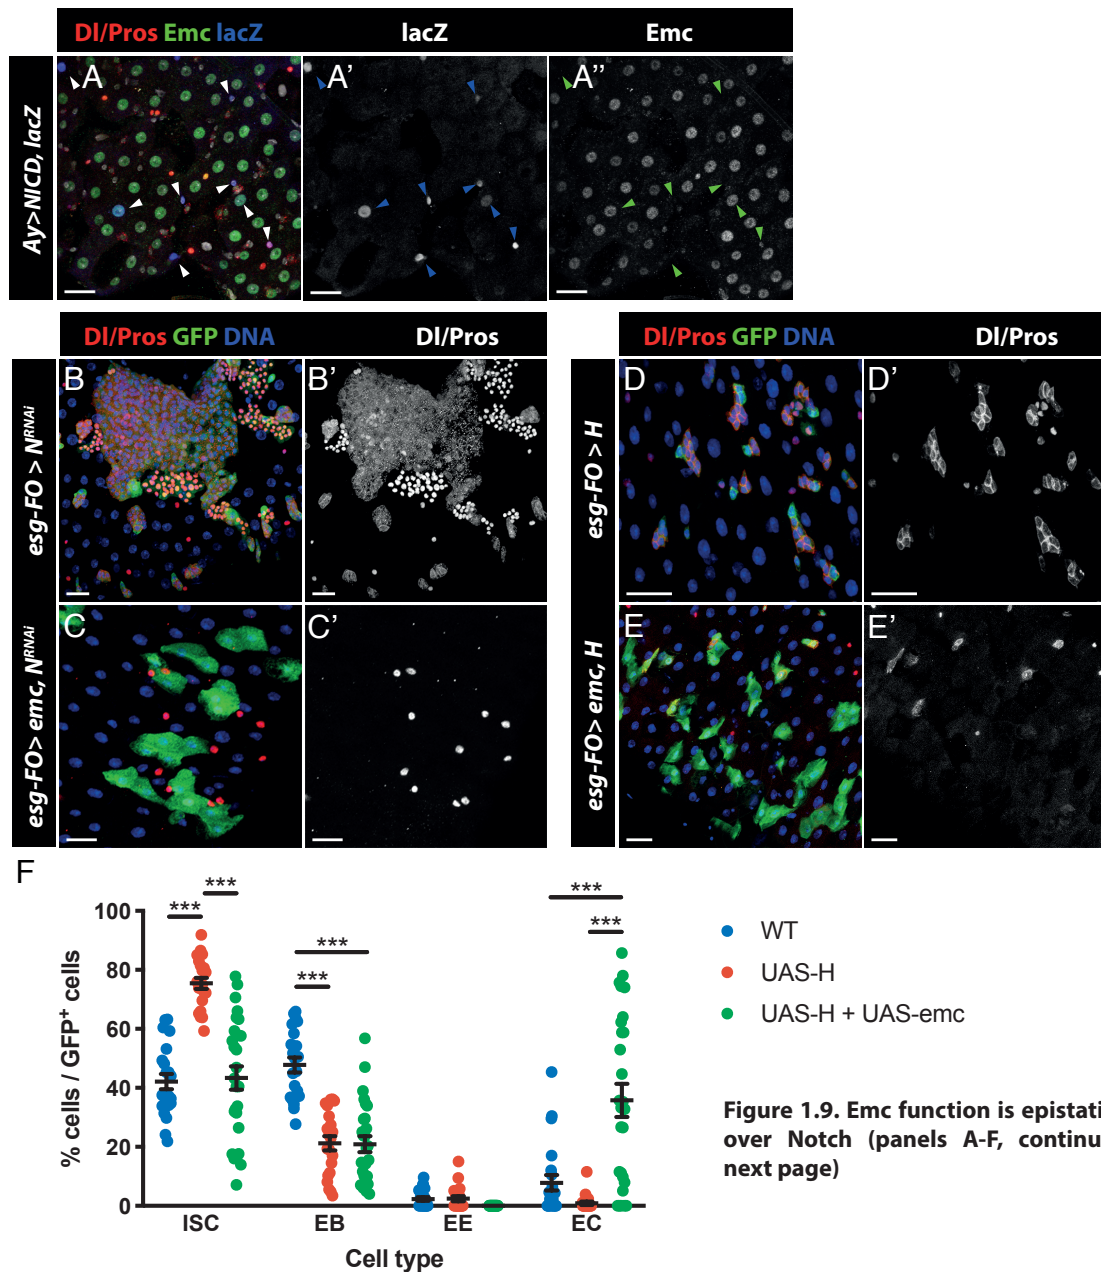 Dl/Pros Emc lacZ
lacZ
Emc
Ay>NICD, lacZ
A
A'
A''
Dl/Pros GFP DNA
Dl/Pros
Dl/Pros GFP DNA
Dl/Pros
esg-FO > N^RNAi
B
B'
esg-FO > H
D
D'
esg-FO> emc, N^RNAi
C
C'
esg-FO> emc, H
E
E'
F
% cells / GFP⁺ cells
100
80
60
40
20
0
***
***
***
***
***
***
ISC
EB
EE
EC
Cell type
WT
UAS-H
UAS-H + UAS-emc
Figure 1.9. Emc function is epistati
over Notch (panels A-F, continu
next page)